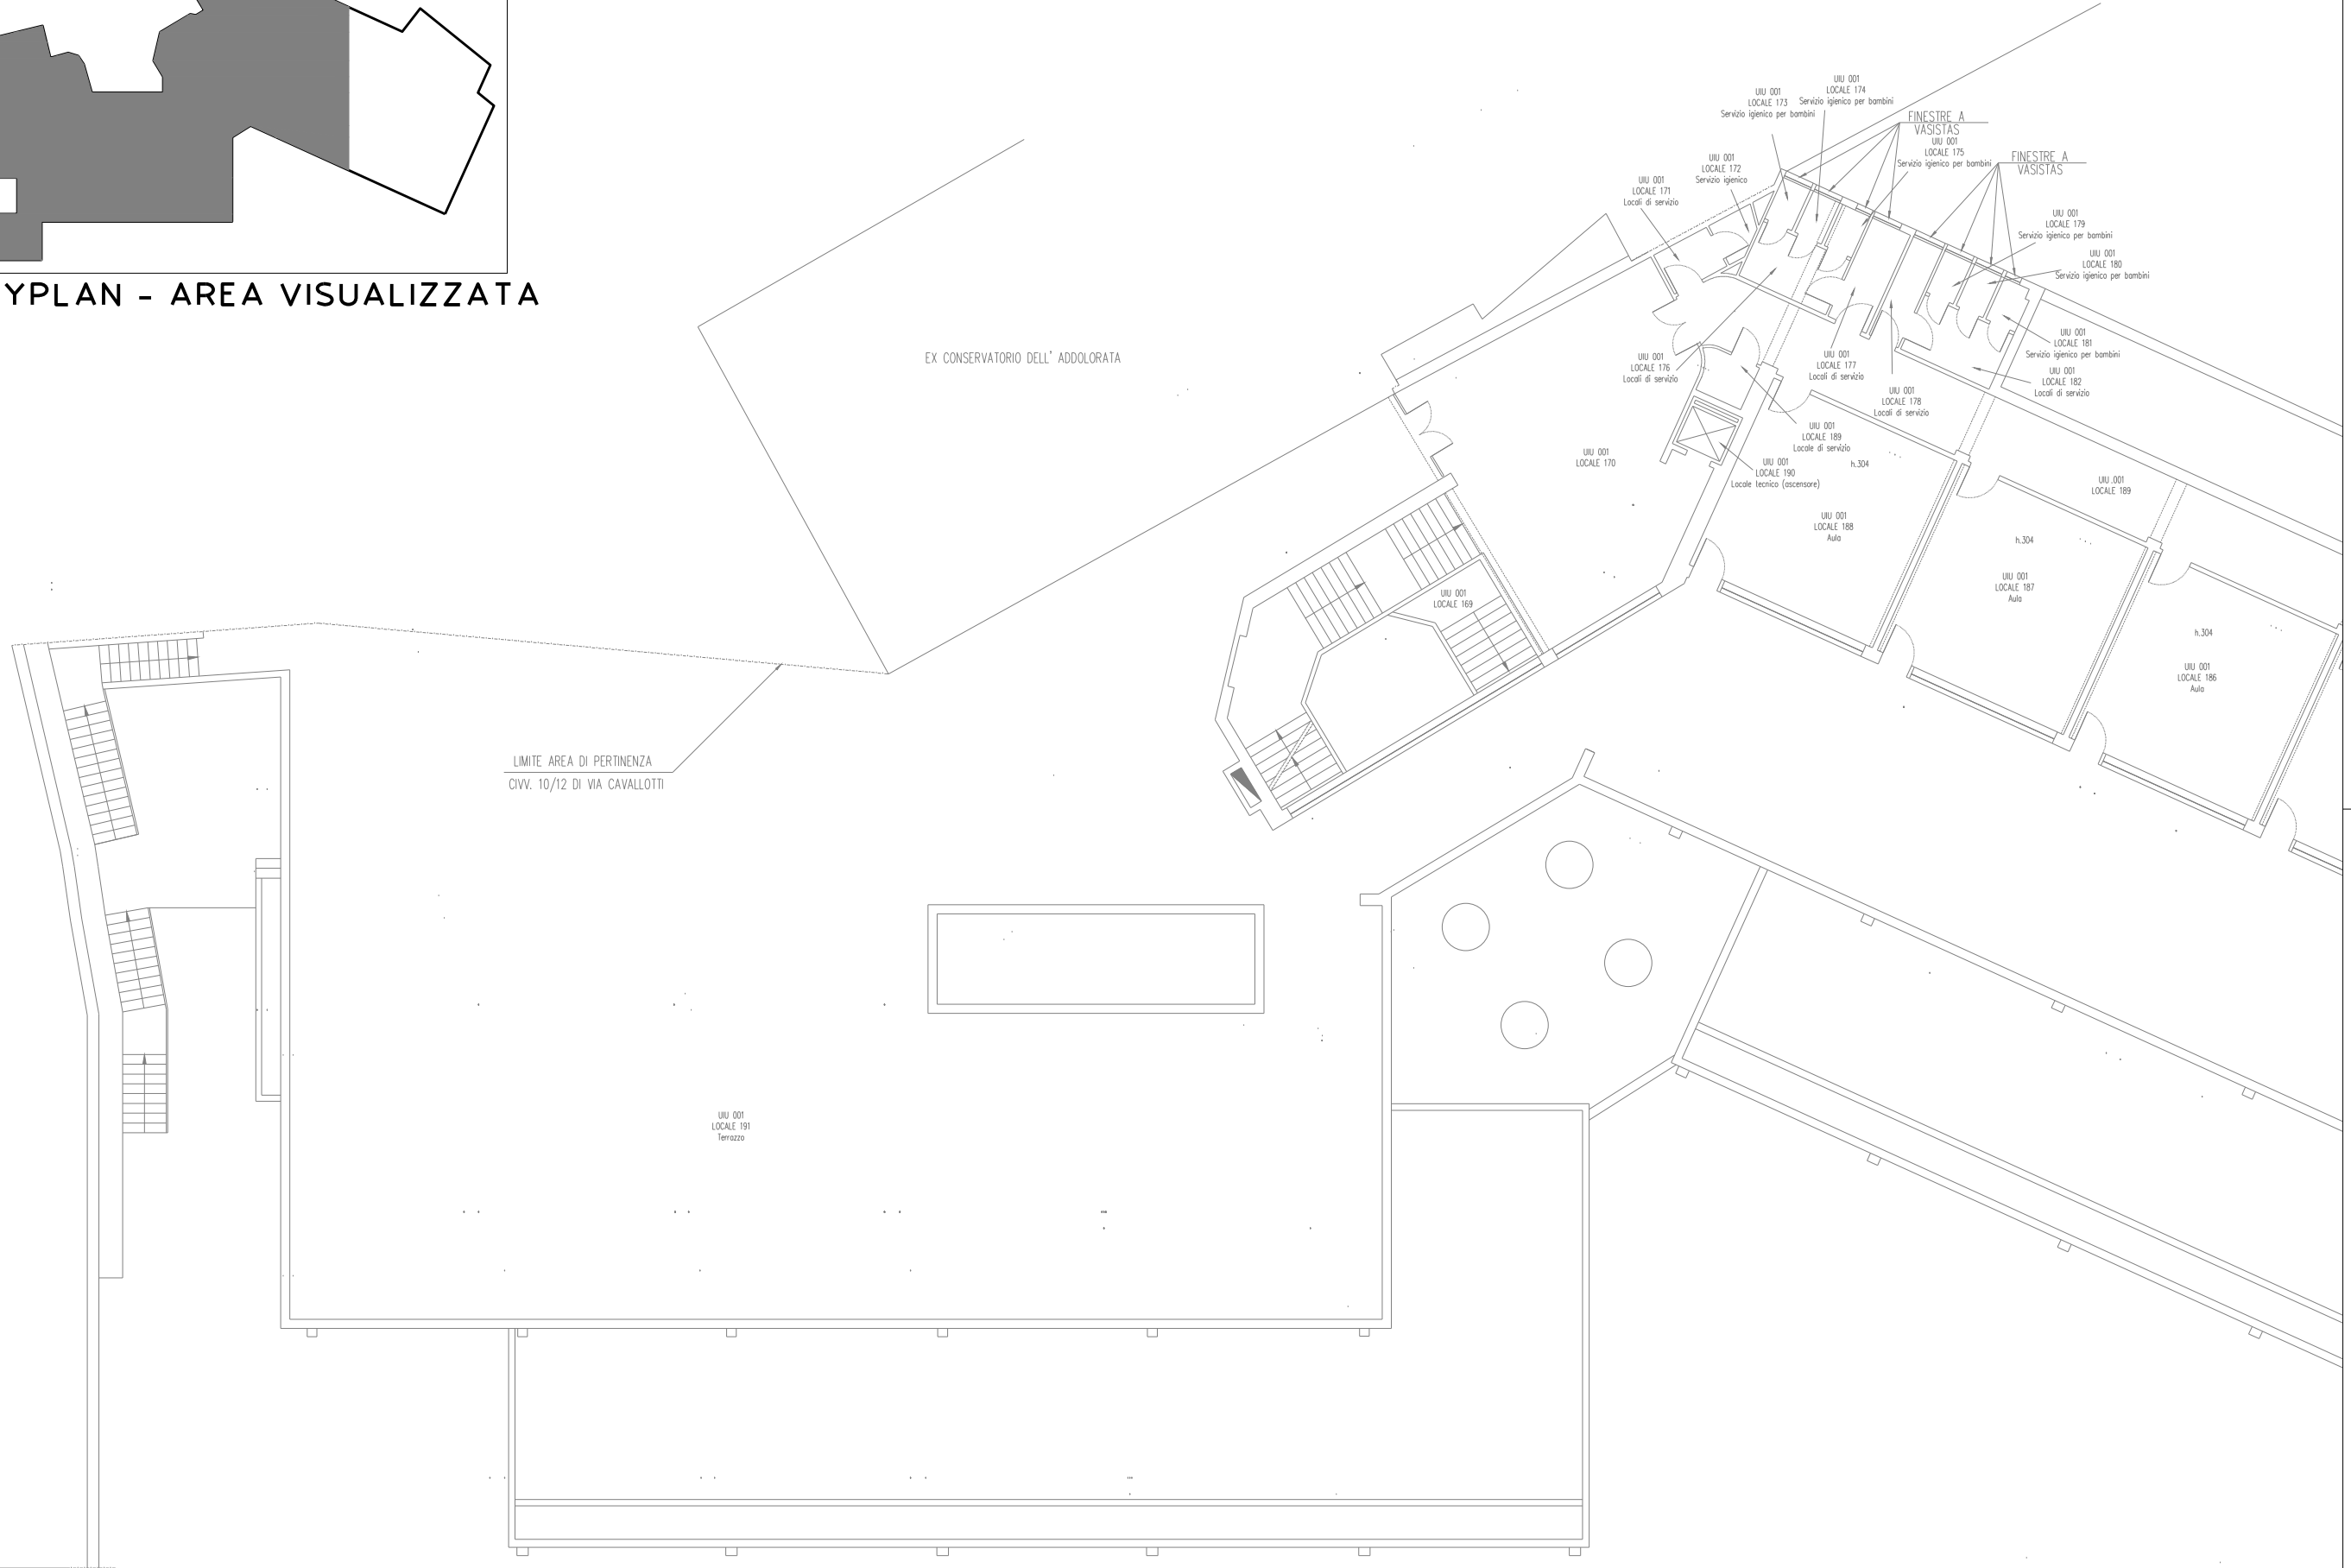 YPLAN - AREA VISUALIZZATA
UIU 001
LOCALE 174
Servizio igienico per bambini
UIU 001
LOCALE 173
Servizio igienico per bambini
FINESTRE A
VASISTAS
UIU 001
LOCALE 175
Servizio igienico per bambini
FINESTRE A
VASISTAS
UIU 001
LOCALE 172
Servizio igienico
UIU 001
LOCALE 171
Locali di servizio
UIU 001
LOCALE 179
Servizio igienico per bambini
UIU 001
LOCALE 180
Servizio igienico per bambini
UIU 001
LOCALE 181
Servizio igienico per bambini
UIU 001
LOCALE 176
Locali di servizio
UIU 001
LOCALE 177
Locali di servizio
UIU 001
LOCALE 182
Locali di servizio
UIU 001
LOCALE 178
Locali di servizio
EX CONSERVATORIO DELL' ADDOLORATA
UIU 001
LOCALE 189
Locale di servizio
UIU 001
LOCALE 170
UIU 001
LOCALE 190
Locale tecnico (ascensore)
h.304
UIU .001
LOCALE 189
UIU 001
LOCALE 188
Aula
h.304
UIU 001
LOCALE 187
Aula
UIU 001
LOCALE 169
h.304
UIU 001
LOCALE 186
Aula
LIMITE AREA DI PERTINENZA
CIVV. 10/12 DI VIA CAVALLOTTI
UIU 001
LOCALE 191
Terrazzo